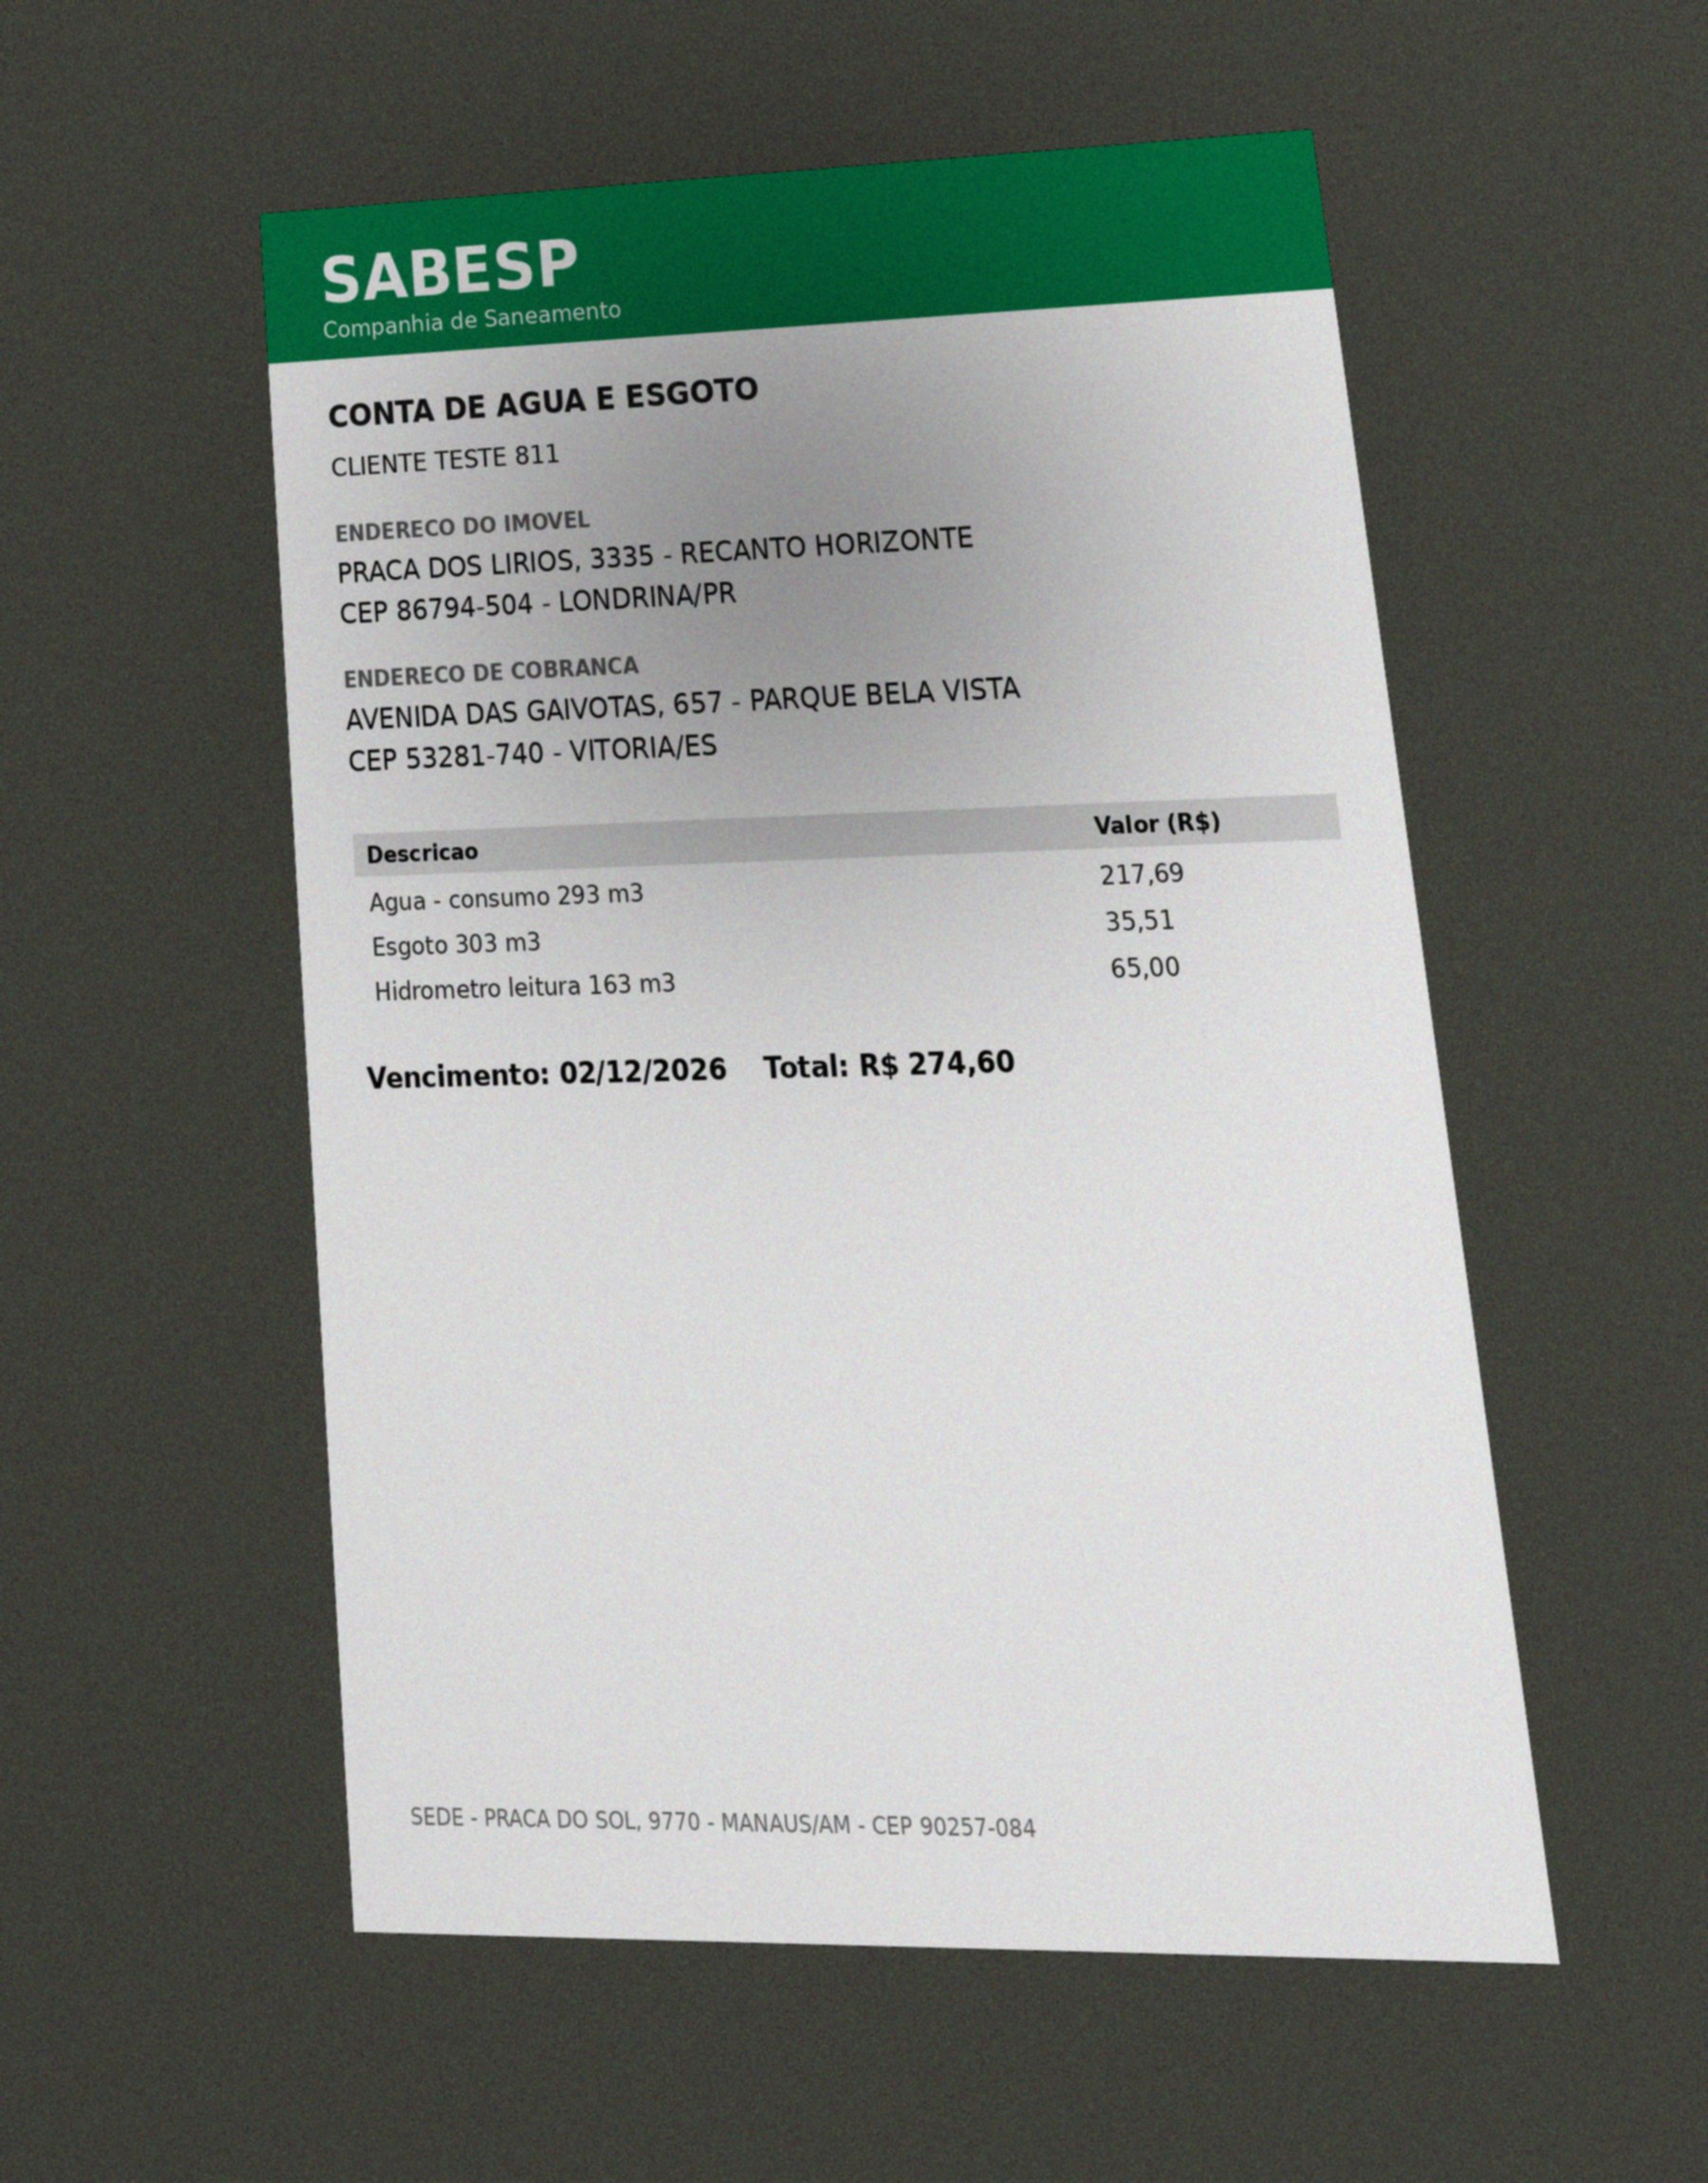 SABESP
Companhia de Saneamento
CONTA DE AGUA E ESGOTO
CLIENTE TESTE 811
ENDERECO DO IMOVEL
PRACA DOS LIRIOS, 3335 - RECANTO HORIZONTE
CEP 86794-504 - LONDRINA/PR
ENDERECO DE COBRANCA
AVENIDA DAS GAIVOTAS, 657 - PARQUE BELA VISTA
CEP 53281-740 - VITORIA/ES
Descricao Valor (R$)
Agua - consumo 293 m3 217,69
Esgoto 303 m3 35,51
Hidrometro leitura 163 m3 65,00
Vencimento: 02/12/2026 Total: R$ 274,60
SEDE - PRACA DO SOL, 9770 - MANAUS/AM - CEP 90257-084